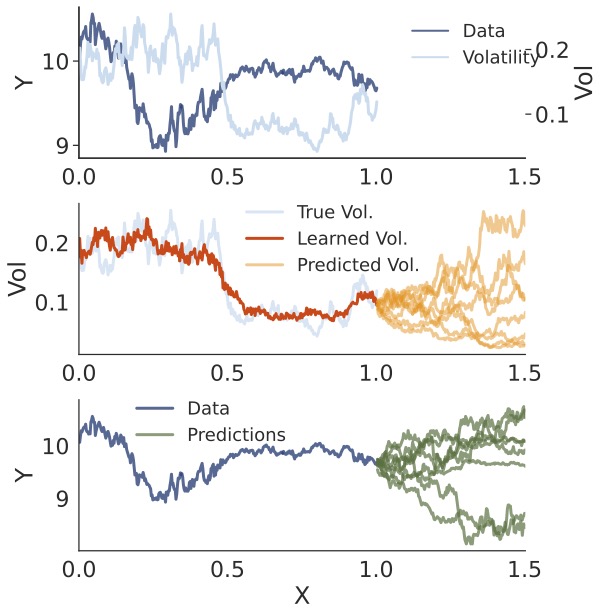 Data
Volatility
10
9
Y
0.2
0.1
Vol
0.0 0.5 1.0 1.5
True Vol.
Learned Vol.
Predicted Vol.
0.2
0.1
Vol
0.0 0.5 1.0 1.5
Data
Predictions
10
9
Y
0.0 0.5 1.0 1.5
X